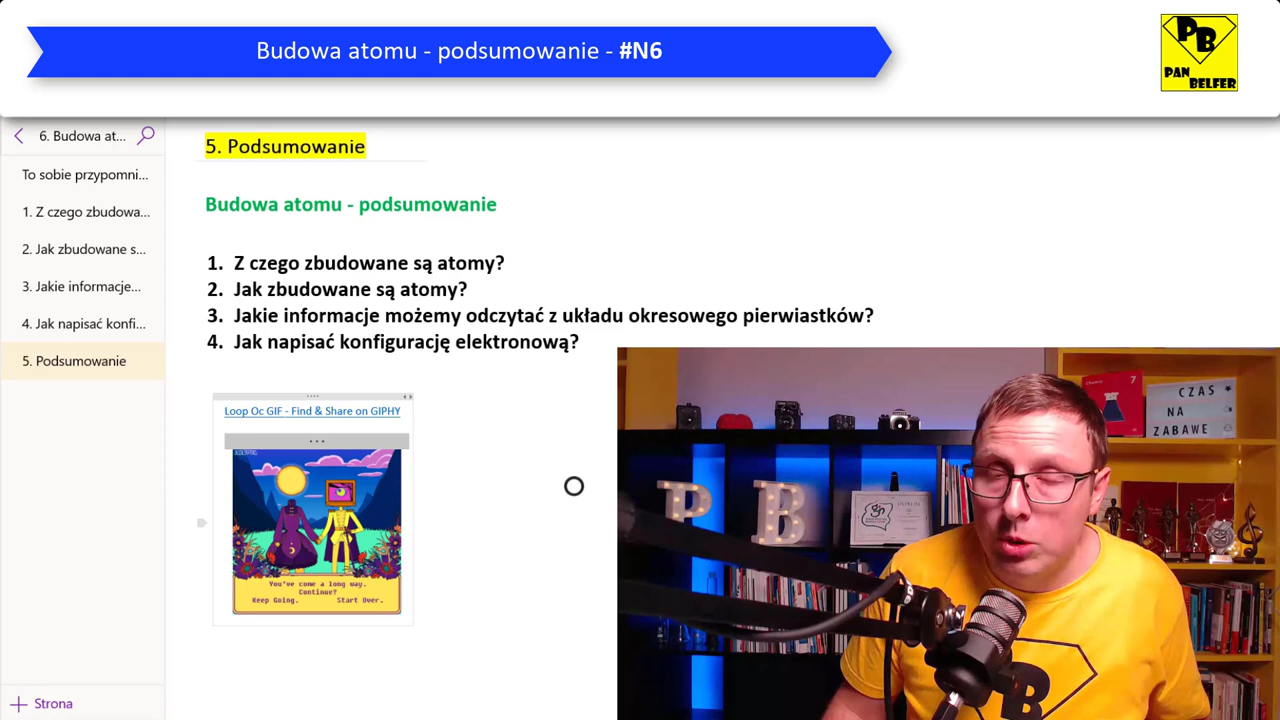 Budowa atomu - podsumowanie - #N6
PB
PAN
BELFER
6. Budowa at...
To sobie przypomni...
1. Z czego zbudowa...
2. Jak zbudowane s...
3. Jakie informacje...
4. Jak napisać konfi...
5. Podsumowanie
Strona
5. Podsumowanie
Budowa atomu - podsumowanie
1. Z czego zbudowane są atomy?
2. Jak zbudowane są atomy?
3. Jakie informacje możemy odczytać z układu okresowego pierwiastków?
4. Jak napisać konfigurację elektronową?
Loop Oc GIF - Find & Share on GIPHY
You've come a long way.
Continue?
Keep Going. Start Over.
7
CZAS
NA
ZABAWE
P B
B